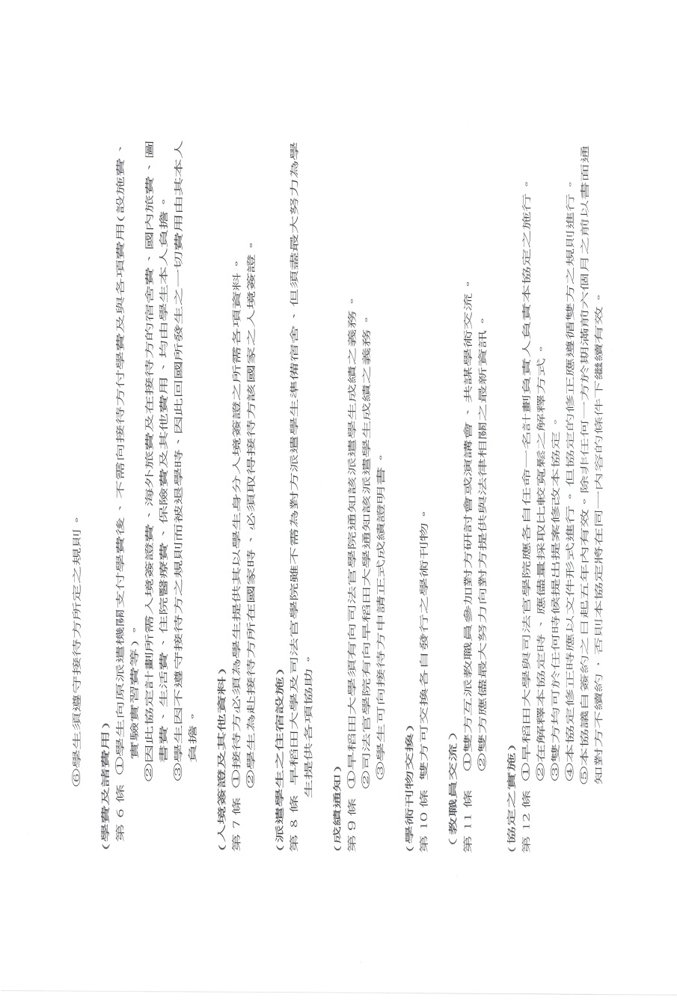 ⑥學生須遵守接待方所定之規則。
(學費及諸費用)
第 6 條 ①學生向原派遣機關支付學費後、不需向接待方付學費及與各項費用(設施費、
實驗實習費等)。
②因此協定計劃所需入境簽證費、海外旅費及在接待方的宿舍費、國內旅費、圖
書費、生活費、住院醫療費、保險費及其他費用、均由學生本人負擔。
③學生因不遵守接待方之規則而被退學時、因此回國所發生之一切費用由其本人
負擔。
(入境簽證及其他資料)
第 7 條 ①接待方必須為學生提供其以學生身分入境簽證之所需各項資料。
②學生為赴接待方所在國家時、必須取得接待方該國家之入境簽證。
(派遣學生之住宿設施)
第 8 條 早稻田大學及司法官學院雖不需為對方派遣學生準備宿舍、但須盡最大努力為學
生提供各項協助。
(成績通知)
第 9 條 ①早稻田大學須有向司法官學院通知該派遣學生成績之義務。
②司法官學院有向早稻田大學通知該派遣學生成績之義務。
③學生可向接待方申請正式成績證明書。
(學術刊物交換)
第 10 條 雙方可交換各自發行之學術刊物。
(教職員交流)
第 11 條 ①雙方互派教職員參加對方研討會或演講會、共謀學術交流。
②雙方應儘最大努力向對方提供與法律相關之最新資訊。
(協定之實施)
第 12 條 ①早稻田大學與司法官學院應各自任命一名計劃負責人負責本協定之施行。
②在解釋本協定時、應儘量採取比較寬鬆之解釋方式。
③雙方均可於任何時候提出提案修改本協定。
④本協定修正時應以文件形式進行。但協定的修正應遵循雙方之規則進行。
⑤本協議自簽約之日起五年內有效。除非任何一方於期滿前六個月之前以書面通
知對方不續約，否則本協定將在同一內容的條件下繼續有效。